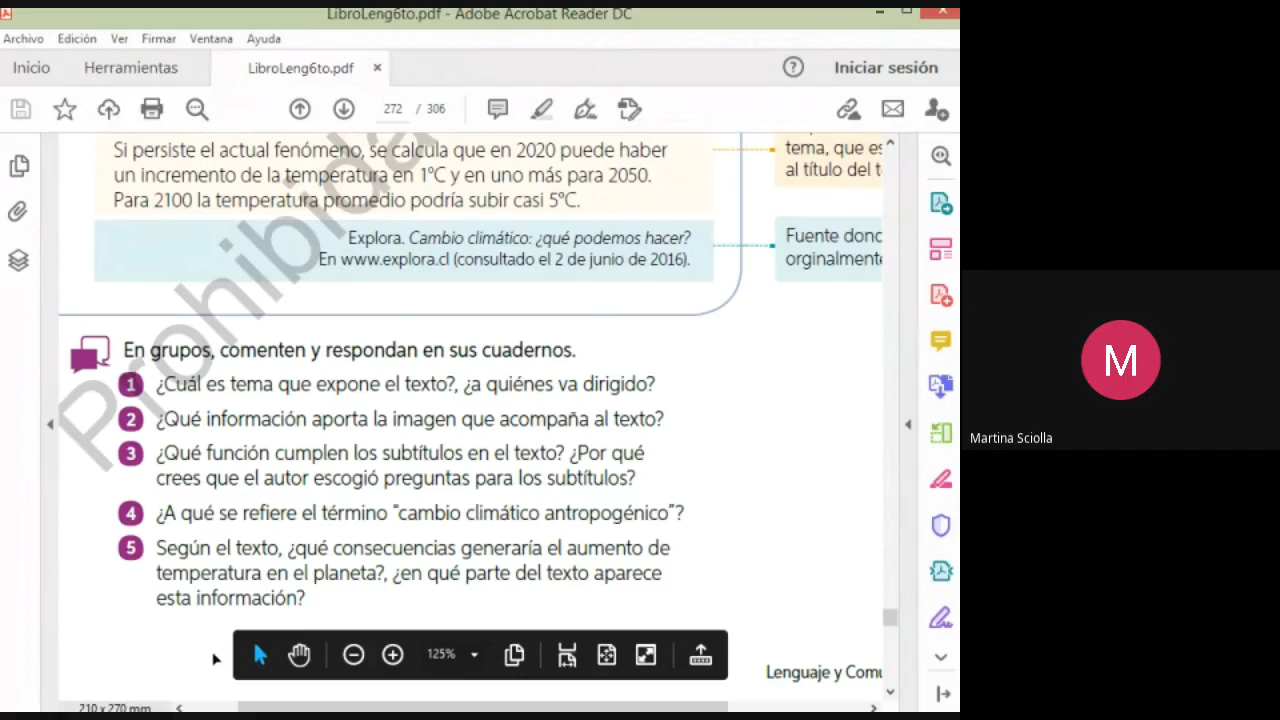 LibroLeng6to.pdf - Adobe Acrobat Reader DC
Archivo Edición Ver Firmar Ventana Ayuda
Inicio Herramientas LibroLeng6to.pdf × Iniciar sesión
272 / 306
Si persiste el actual fenómeno, se calcula que en 2020 puede haber
un incremento de la temperatura en 1°C y en uno más para 2050.
Para 2100 la temperatura promedio podría subir casi 5°C.
tema, que es
al título del t
Explora. Cambio climático: ¿qué podemos hacer?
En www.explora.cl (consultado el 2 de junio de 2016).
Fuente donc
orginalmente
Prohibida
En grupos, comenten y respondan en sus cuadernos.
1 ¿Cuál es tema que expone el texto?, ¿a quiénes va dirigido?
2 ¿Qué información aporta la imagen que acompaña al texto?
3 ¿Qué función cumplen los subtítulos en el texto? ¿Por qué
crees que el autor escogió preguntas para los subtítulos?
4 ¿A qué se refiere el término “cambio climático antropogénico”?
5 Según el texto, ¿qué consecuencias generaría el aumento de
temperatura en el planeta?, ¿en qué parte del texto aparece
esta información?
125%
Lenguaje y Comu
210 x 270 mm
M
Martina Sciolla